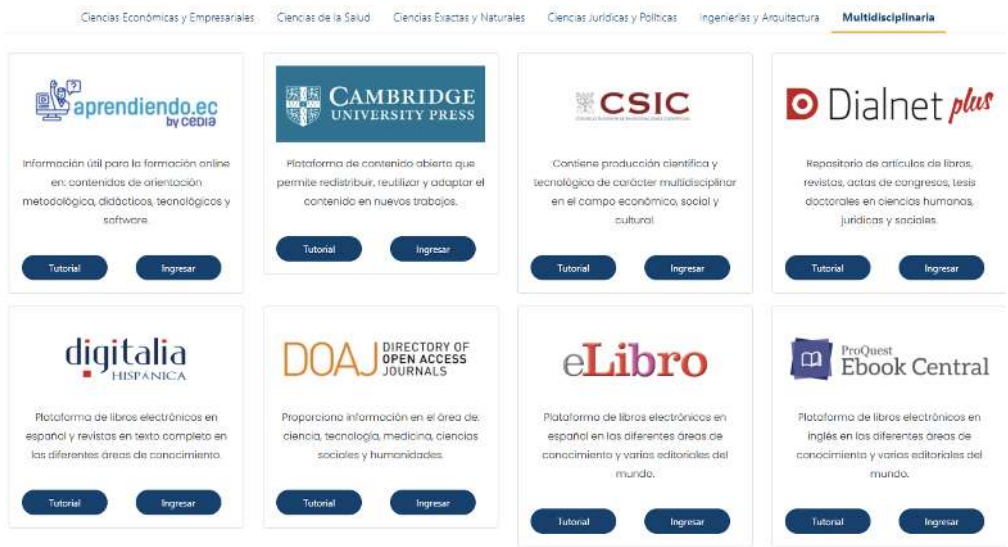 Ciencias Económicas y Empresariales
Ciencias de la Salud
Ciencias Exactas y Naturales
Ciencias Jurídicas y Políticas
Ingenierías y Arquitectura
Multidisciplinaria
aprendiendo.ec
by CEDIA
Información útil para la formación online
en: contenidos de orientación
metodológica, didácticos, tecnológicos y
software.
Tutorial
Ingresar
CAMBRIDGE
UNIVERSITY PRESS
Plataforma de contenido abierto que
permite redistribuir, reutilizar y adaptar el
contenido en nuevos trabajos.
Tutorial
Ingresar
CSIC
Contiene producción científica y
tecnológica de carácter multidisciplinar
en el campo económico, social y
cultural.
Tutorial
Ingresar
Dialnet plus
Repositorio de artículos de libros,
revistas, actas de congresos, tesis
doctorales en ciencias humanas,
jurídicas y sociales.
Tutorial
Ingresar
digitalia
HISPÁNICA
Plataforma de libros electrónicos en
español y revistas en texto completo en
las diferentes áreas de conocimiento.
Tutorial
Ingresar
DOAJ
DIRECTORY OF
OPEN ACCESS
JOURNALS
Proporciona información en el área de:
ciencia, tecnología, medicina, ciencias
sociales y humanidades.
Tutorial
Ingresar
eLibro
Plataforma de libros electrónicos en
español en las diferentes áreas de
conocimiento y varias editoriales del
mundo.
Tutorial
Ingresar
ProQuest
Ebook Central
Plataforma de libros electrónicos en
inglés en las diferentes áreas de
conocimiento y varias editoriales del
mundo.
Tutorial
Ingresar